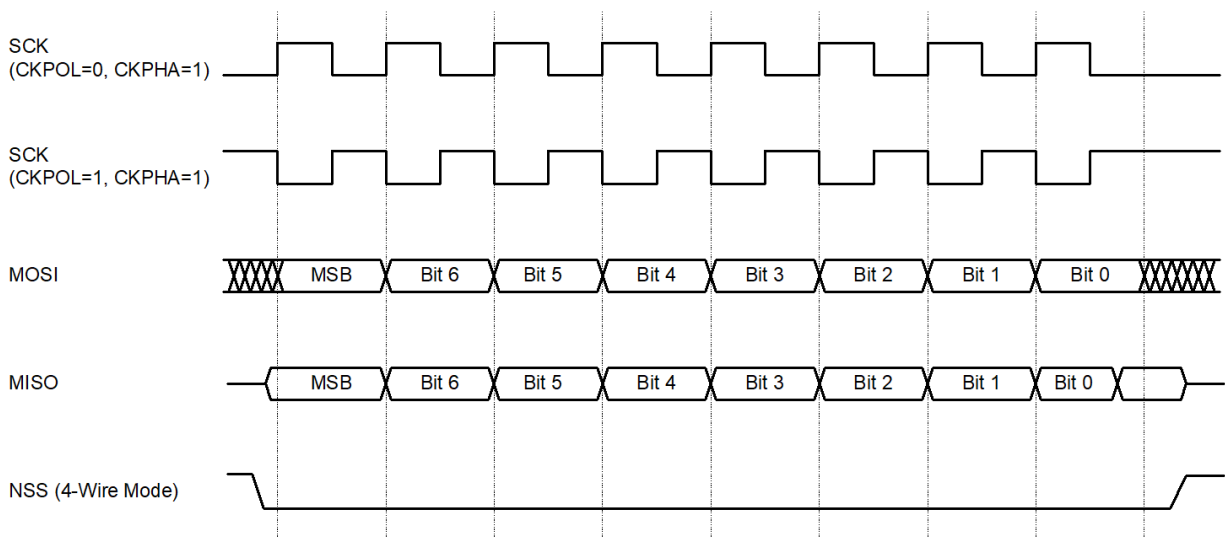 SCK
(CKPOL=0, CKPHA=1)
SCK
(CKPOL=1, CKPHA=1)
MOSI MSB Bit 6 Bit 5 Bit 4 Bit 3 Bit 2 Bit 1 Bit 0
MISO MSB Bit 6 Bit 5 Bit 4 Bit 3 Bit 2 Bit 1 Bit 0
NSS (4-Wire Mode)